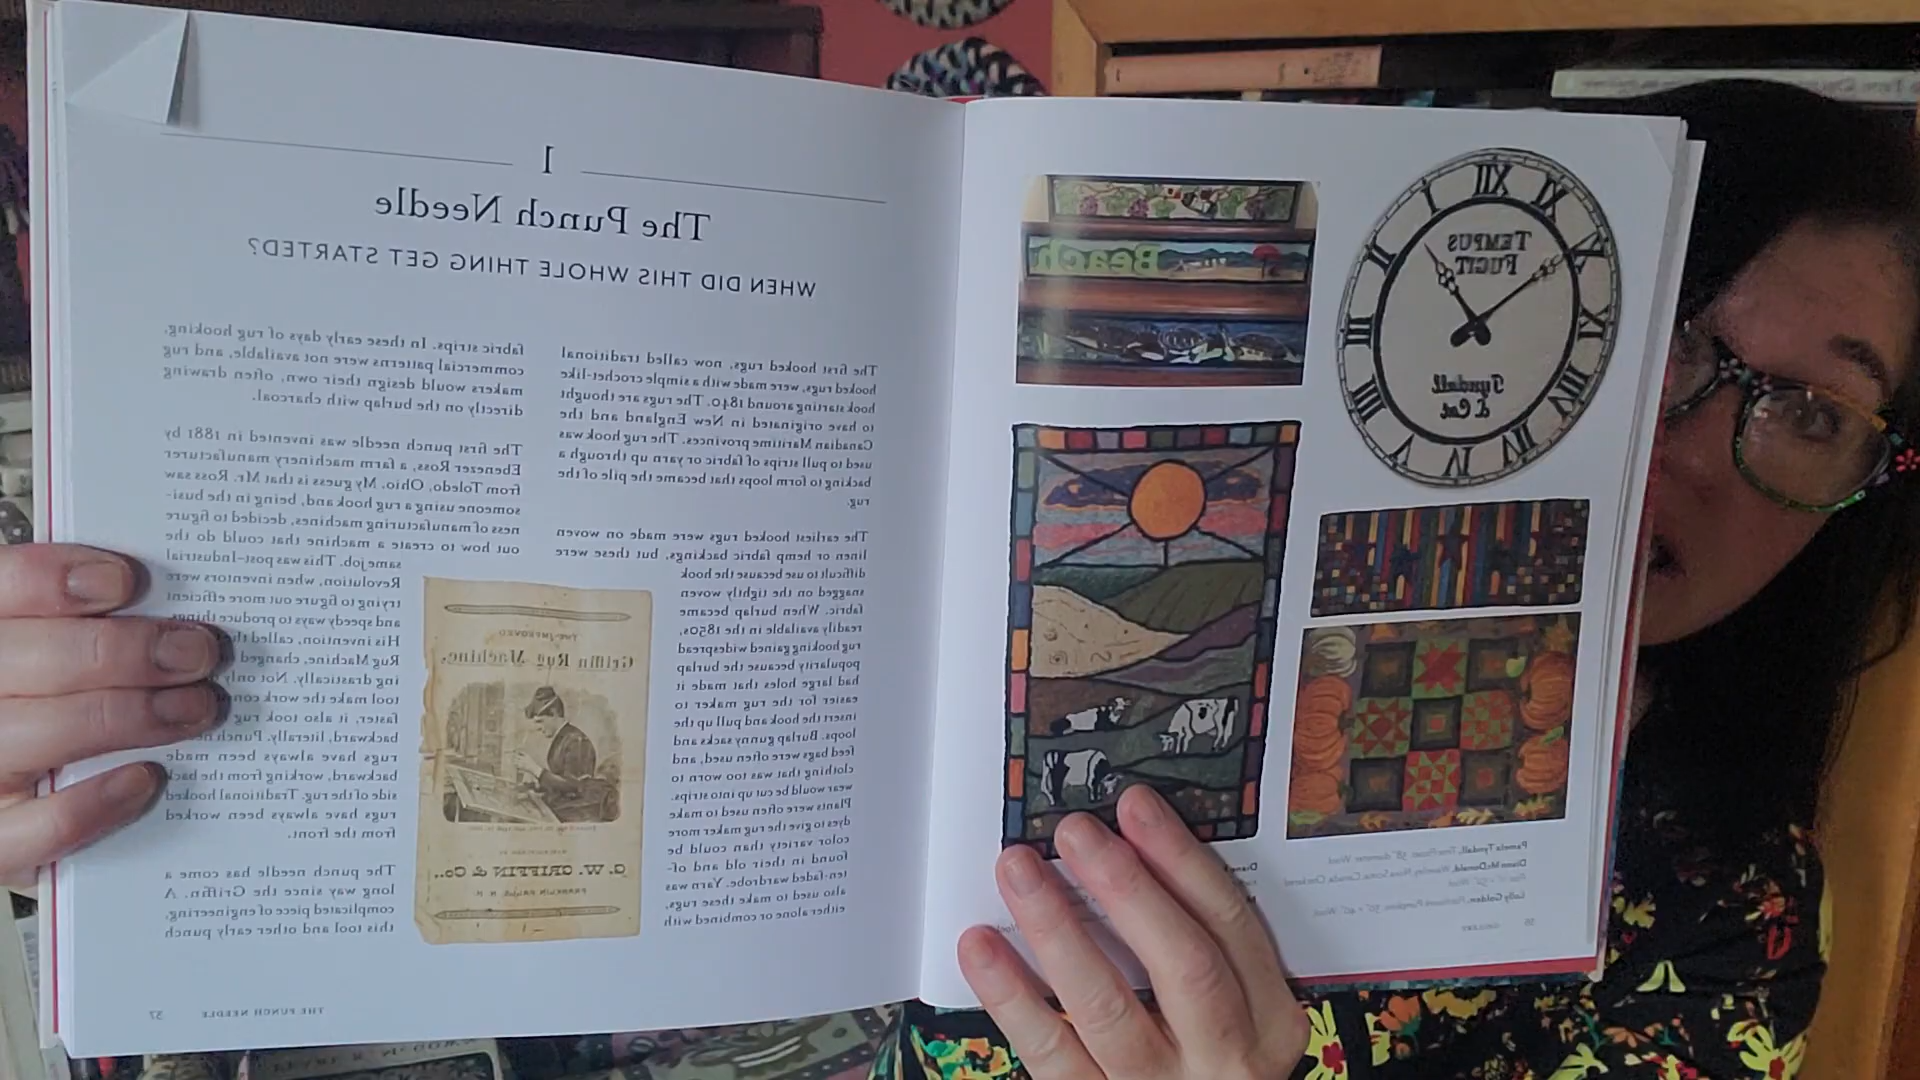 TEMPUS
FUGIT
Tyndall
Beach
Pamela Tyndall, Time Flies, 38" diameter. Wool.
GALLERY
1
The Punch Needle
WHEN DID THIS WHOLE THING GET STARTED?
The first hooked rugs, now called traditional
hooked rugs, were made with a simple crochet-like
hook starting around 1840. The rugs are thought
to have originated in New England and the
Canadian Maritime provinces. The rug hook was
used to pull strips of fabric or yarn up through a
backing to form loops that became the pile of the
rug.
The earliest hooked rugs were made on woven
linen or hemp fabric backings, but these were
difficult to use because the hook
snagged on the tightly woven
fabric. When burlap became
readily available in the 1850s,
rug hooking gained widespread
popularity because the burlap
had large holes that made it
easier for the rug maker to
insert the hook and pull up the
loops. Burlap gunny sacks and
feed bags were often used, and
clothing that was too worn to
wear would be cut up into strips.
Plants were often used to make
dyes to give the rug maker more
color variety than could be
found in their old and of-
ten-faded wardrobe. Yarn was
also used to make these rugs,
either alone or combined with
fabric strips. In these early days of rug hooking,
commercial patterns were not available, and rug
makers would design their own, often drawing
directly on the burlap with charcoal.
The first punch needle was invented in 1881 by
Ebenezer Ross, a farm machinery manufacturer
from Toledo, Ohio. My guess is that Mr. Ross saw
someone using a rug hook and, being in the busi-
ness of manufacturing machines, decided to figure
out how to create a machine that could do the
same job. This was post-Industrial
Revolution, when inventors were
trying to figure out more efficient
and speedy ways to produce things.
His invention, called the
Rug Machine, changed
ing drastically. Not only
tool make the work
faster, it also took rug
backward, literally. Punch
rugs have always been made
backward, working from the back
side of the rug. Traditional hooked
rugs have always been worked
from the front.
The punch needle has come a
long way since the Griffin. A
complicated piece of engineering,
this tool and other early punch
THE IMPROVED
Griffin Rug Machine,
G. W. GRIFFIN & Co.,
FRANKLIN FALLS, N. H.
THE PUNCH NEEDLE 57